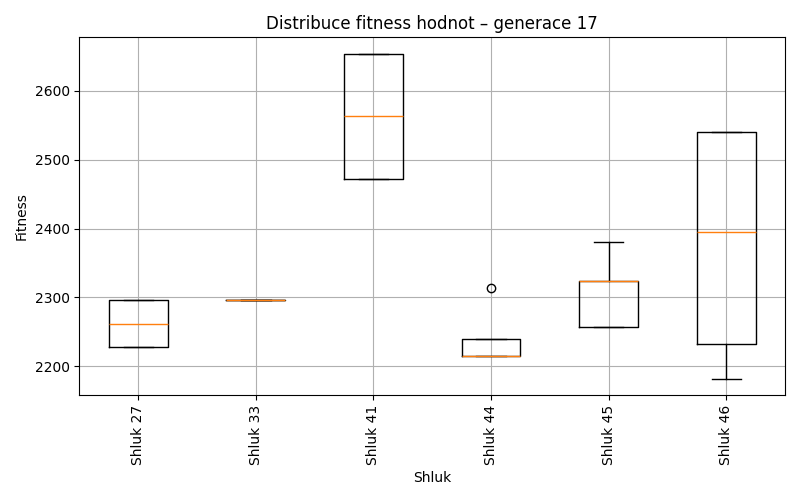 Distribuce fitness hodnot – generace 17
Fitness
2600
2500
2400
2300
2200
Shluk 27
Shluk 33
Shluk 41
Shluk 44
Shluk 45
Shluk 46
Shluk